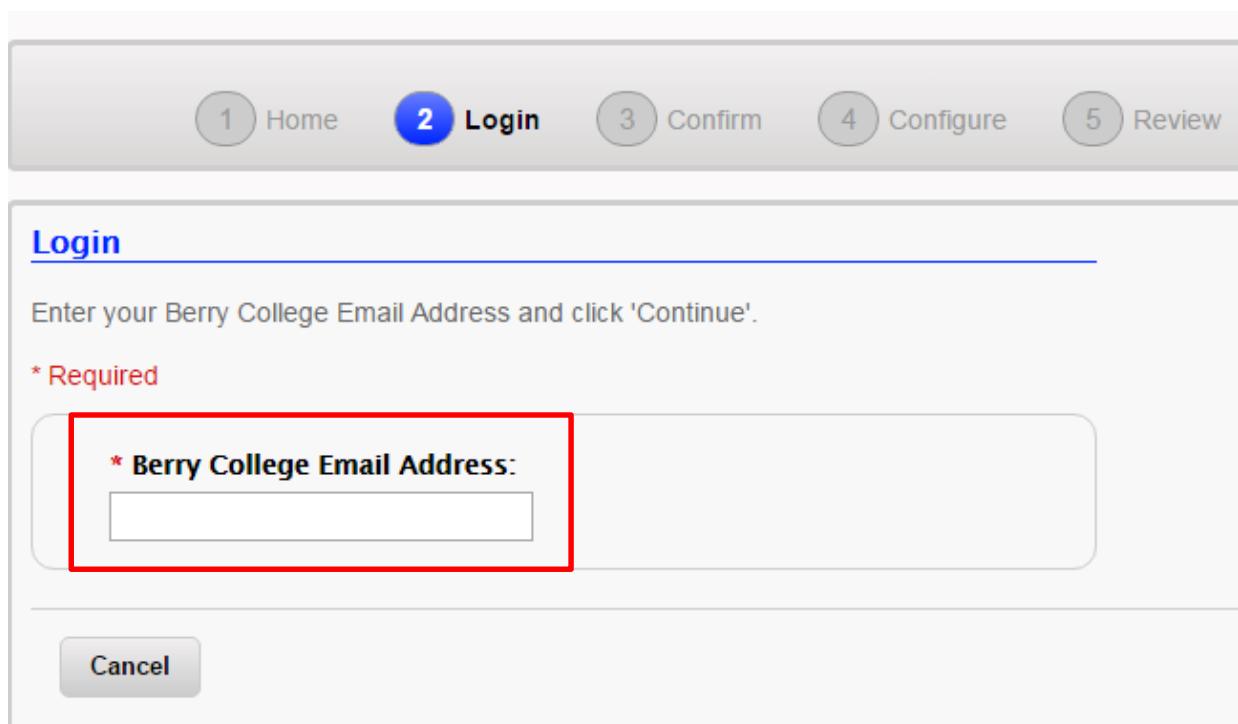 1 Home 2 Login 3 Confirm 4 Configure 5 Review
Login
Enter your Berry College Email Address and click 'Continue'.
* Required
* Berry College Email Address:
Cancel